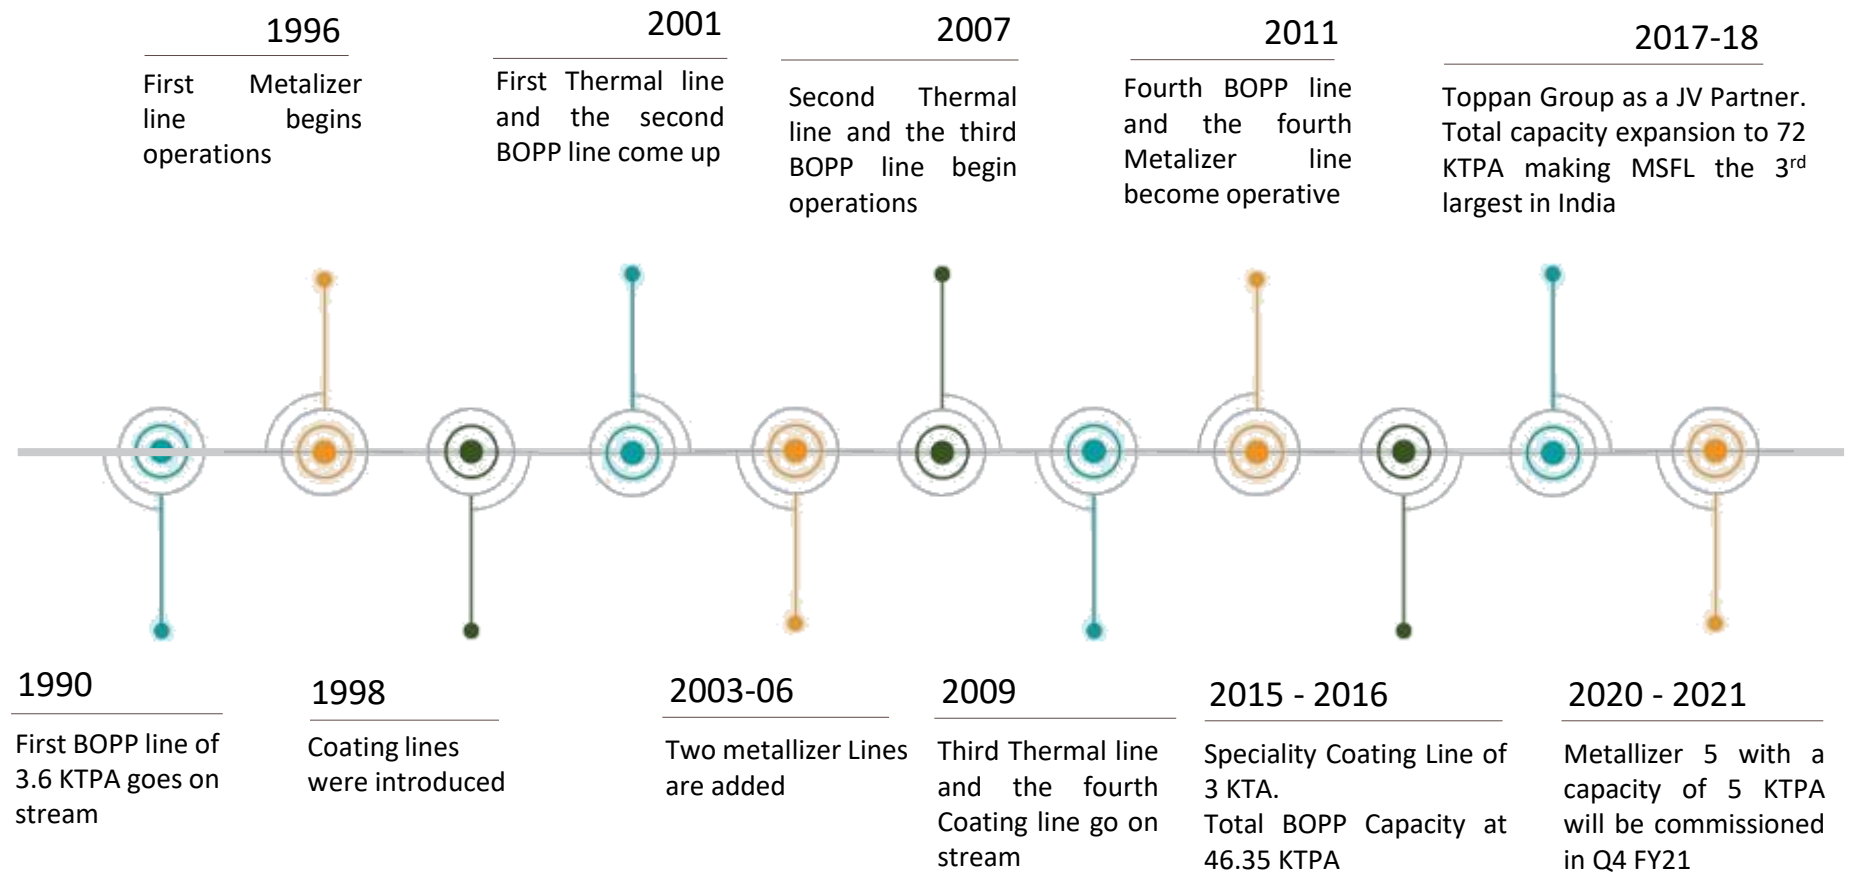 1996
First Metalizer
line begins
operations
2001
First Thermal line
and the second
BOPP line come up
2007
Second Thermal
line and the third
BOPP line begin
operations
2011
Fourth BOPP line
and the fourth
Metalizer line
become operative
2017-18
Toppan Group as a JV Partner.
Total capacity expansion to 72
KTPA making MSFL the 3rd
largest in India
1990
First BOPP line of
3.6 KTPA goes on
stream
1998
Coating lines
were introduced
2003-06
Two metallizer Lines
are added
2009
Third Thermal line
and the fourth
Coating line go on
stream
2015 - 2016
Speciality Coating Line of
3 KTA.
Total BOPP Capacity at
46.35 KTPA
2020 - 2021
Metallizer 5 with a
capacity of 5 KTPA
will be commissioned
in Q4 FY21